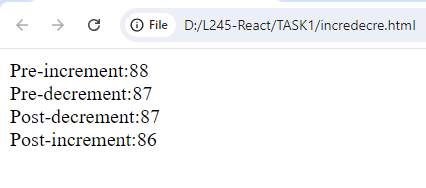 File D:/L245-React/TASK1/incredecre.html
Pre-increment:88
Pre-decrement:87
Post-decrement:87
Post-increment:86